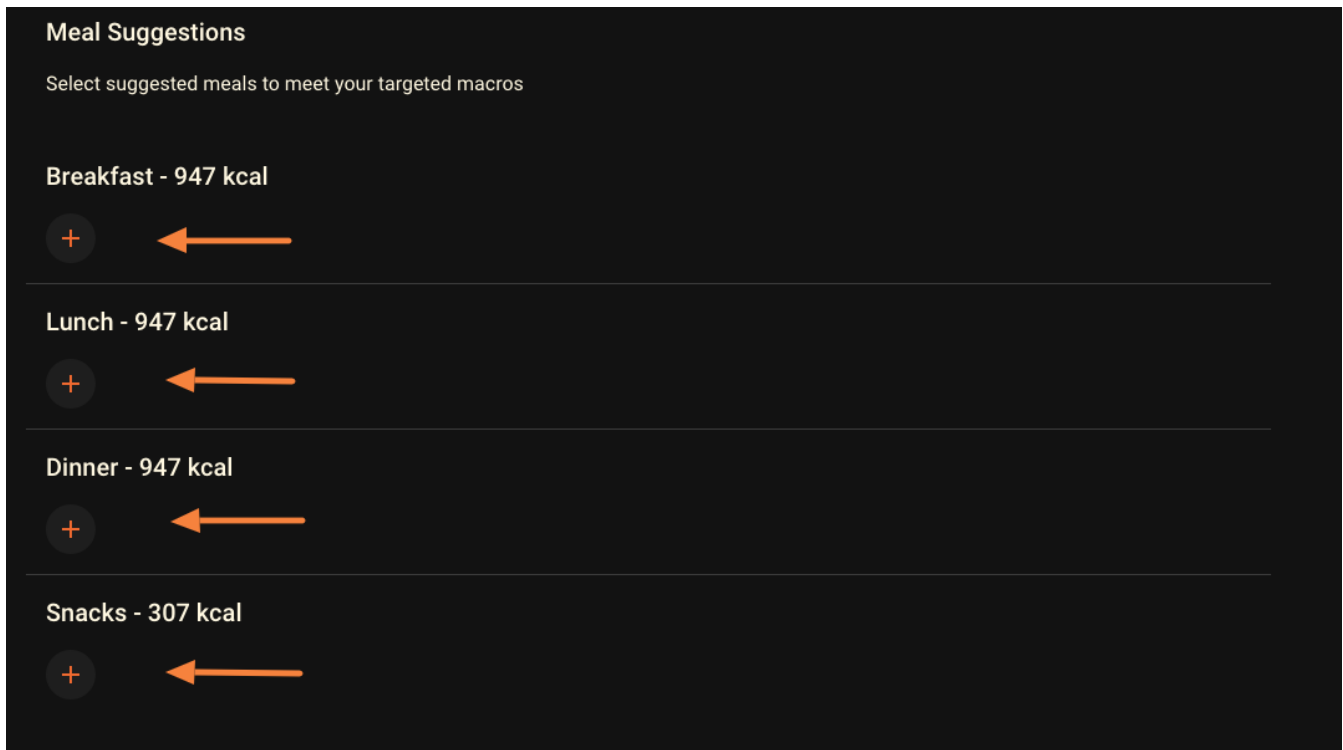 Meal Suggestions
Select suggested meals to meet your targeted macros
Breakfast - 947 kcal
+
Lunch - 947 kcal
+
Dinner - 947 kcal
+
Snacks - 307 kcal
+